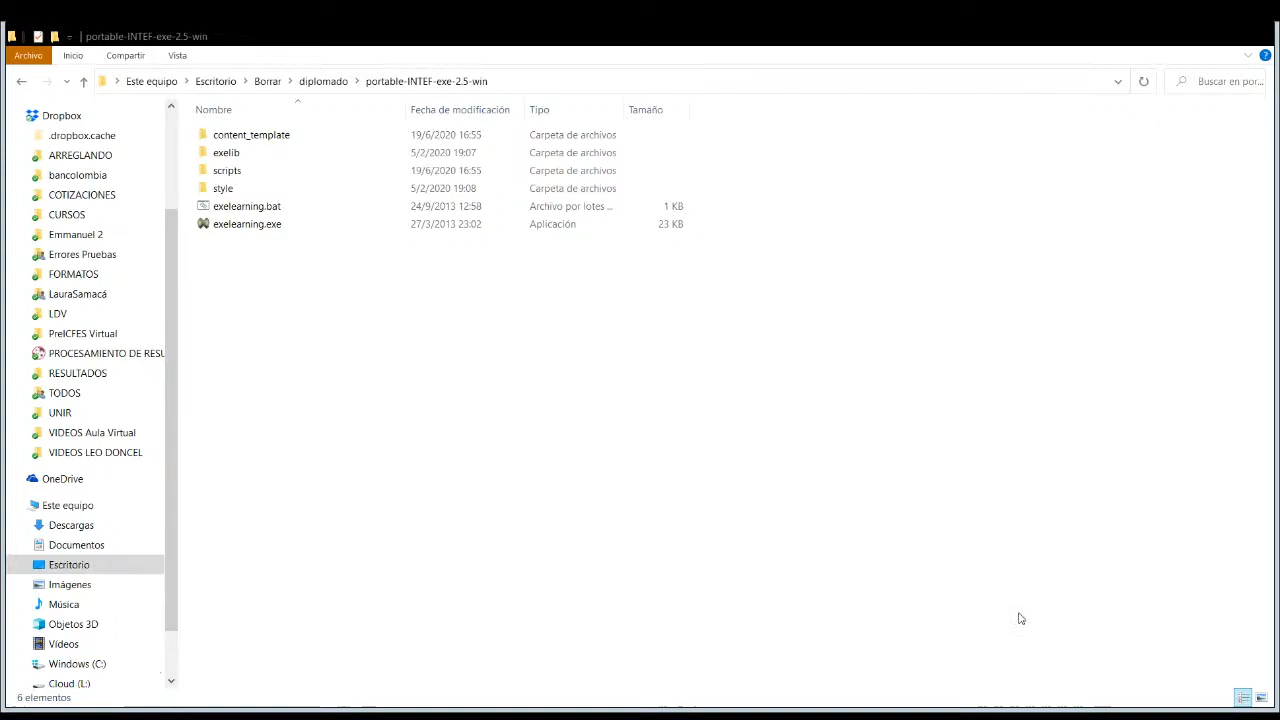 portable-INTEF-exe-2.5-win
Archivo Inicio Compartir Vista
Este equipo Escritorio Borrar diplomado portable-INTEF-exe-2.5-win Buscar en por...
Nombre Fecha de modificación Tipo Tamaño
content_template 19/6/2020 16:55 Carpeta de archivos
exelib 5/2/2020 19:07 Carpeta de archivos
scripts 19/6/2020 16:55 Carpeta de archivos
style 5/2/2020 19:08 Carpeta de archivos
exelearning.bat 24/9/2013 12:58 Archivo por lotes ... 1 KB
exelearning.exe 27/3/2013 23:02 Aplicación 23 KB
Dropbox
.dropbox.cache
ARREGLANDO
bancolombia
COTIZACIONES
CURSOS
Emmanuel 2
Errores Pruebas
FORMATOS
LauraSamacá
LDV
PreICFES Virtual
PROCESAMIENTO DE RESU
RESULTADOS
TODOS
UNIR
VIDEOS Aula Virtual
VIDEOS LEO DONCEL
OneDrive
Este equipo
Descargas
Documentos
Escritorio
Imágenes
Música
Objetos 3D
Vídeos
Windows (C:)
Cloud (L:)
6 elementos